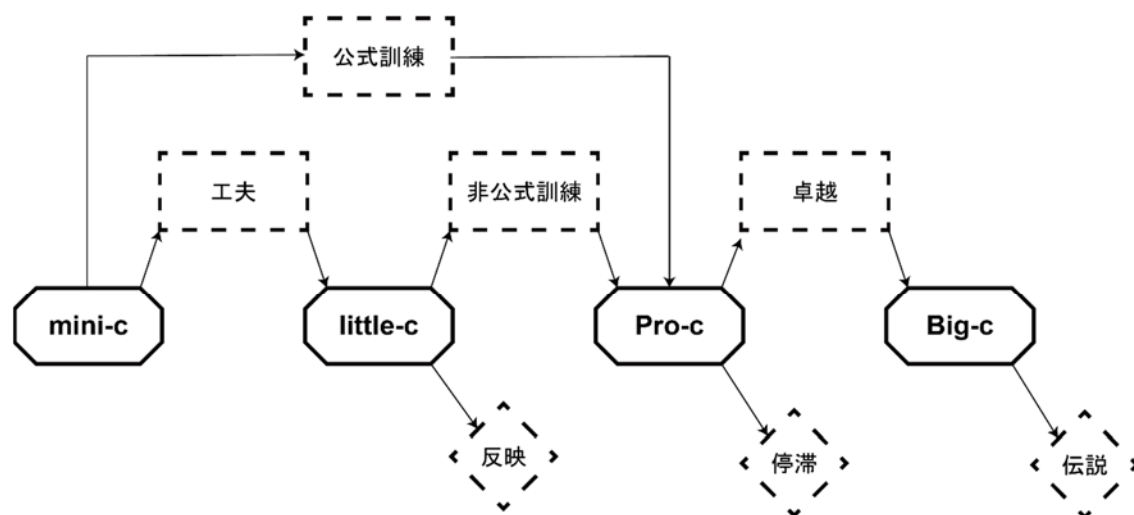 公式訓練
工夫
非公式訓練
卓越
mini-c
little-c
Pro-c
Big-c
反映
停滞
伝説